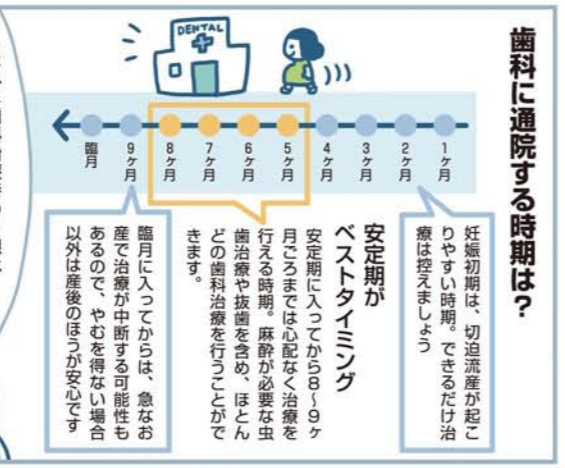 歯科に通院する時期は?
DENTAL
1ヶ月
2ヶ月
3ヶ月
4ヶ月
5ヶ月
6ヶ月
7ヶ月
8ヶ月
9ヶ月
臨月
妊娠初期は、切迫流産が起こ
りやすい時期。できるだけ治
療は控えましょう
安定期が
ベストタイミング
安定期に入ってから8〜9ヶ
月ごろまでは心配なく治療を
行える時期。麻酔が必要な虫
歯治療や抜歯を含め、ほとん
どの歯科治療を行うことがで
きます。
臨月に入ってからは、急なお
産で治療が中断する可能性も
あるので、やむを得ない場合
以外は産後のほうが安心です